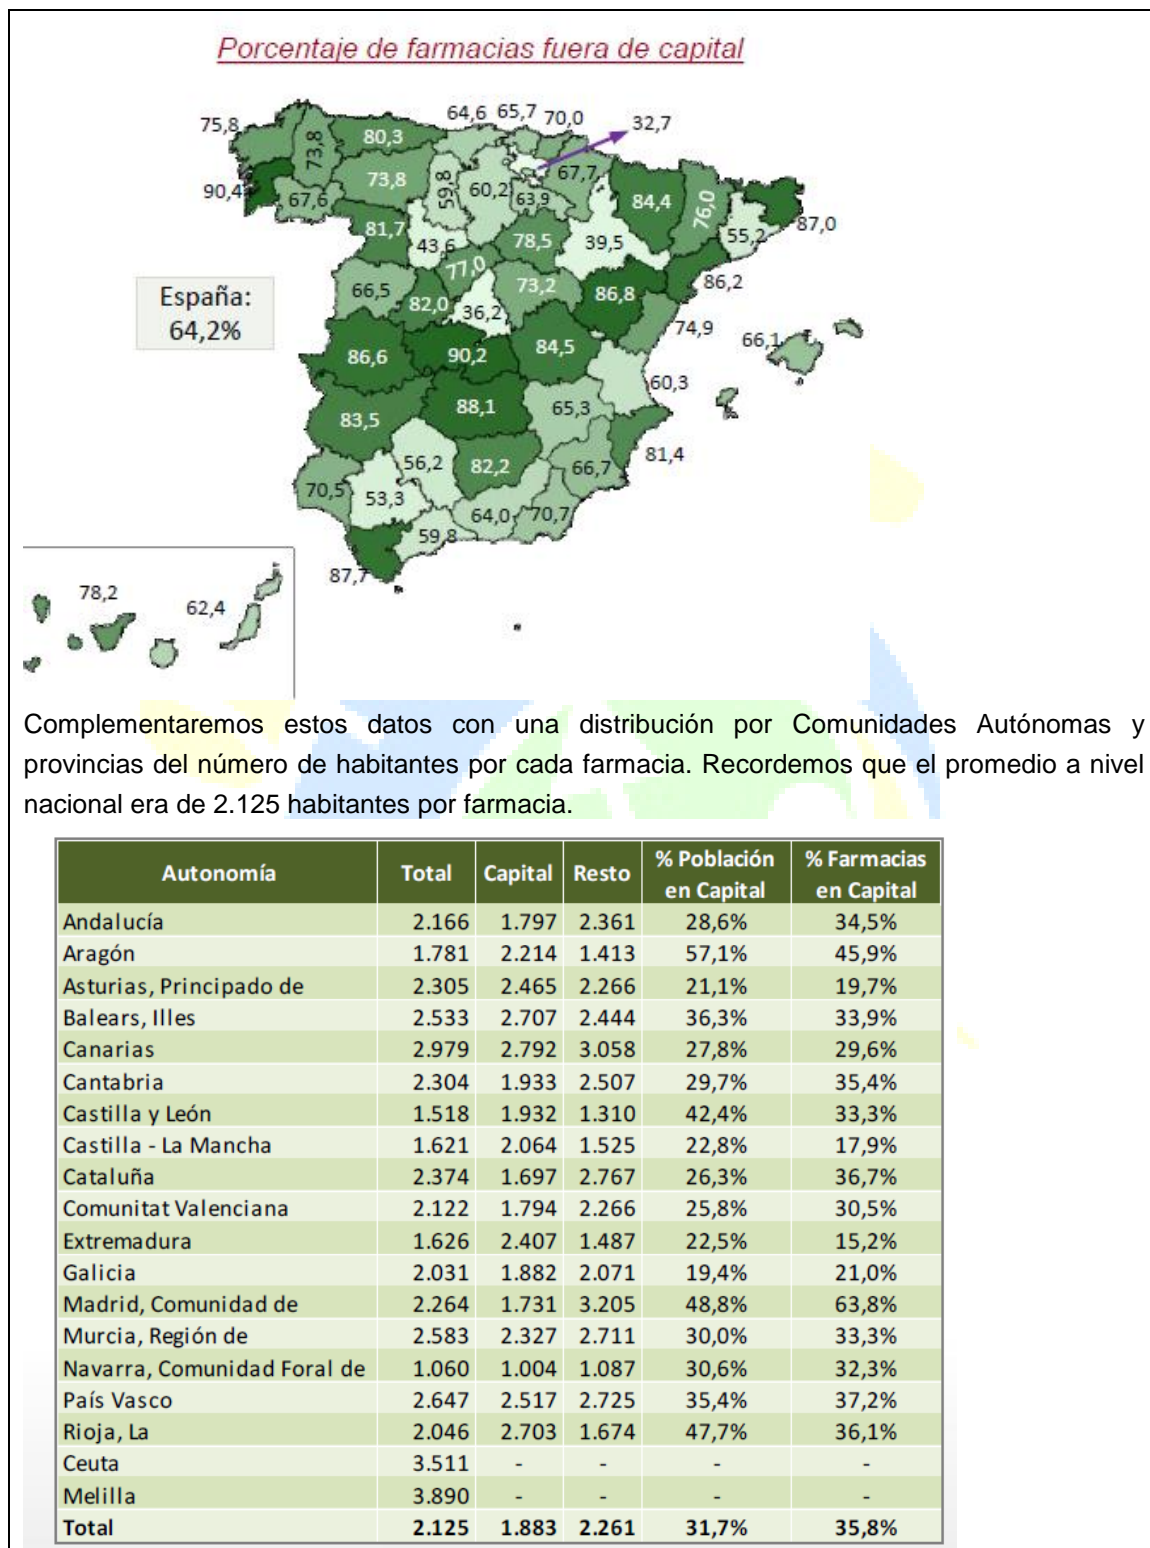 Porcentaje de farmacias fuera de capital
64,6 65,7 70,0 32,7
75,8 73,8 80,3
90,4 67,6 73,8 59,8 60,2 63,9 67,7 84,4 76,0 87,0
81,7 43,6 78,5 39,5 55,2
España:
64,2%
66,5 82,0 77,0 36,2 73,2 86,8 86,2
74,9 66,1
86,6 90,2 84,5 60,3
83,5 88,1 65,3
56,2 82,2 66,7 81,4
70,5 53,3 64,0 70,7
59,8
87,7
78,2 62,4
Complementaremos estos datos con una distribución por Comunidades Autónomas y
provincias del número de habitantes por cada farmacia. Recordemos que el promedio a nivel
nacional era de 2.125 habitantes por farmacia.
Autonomía Total Capital Resto % Población en Capital % Farmacias en Capital
Andalucía 2.166 1.797 2.361 28,6% 34,5%
Aragón 1.781 2.214 1.413 57,1% 45,9%
Asturias, Principado de 2.305 2.465 2.266 21,1% 19,7%
Balears, Illes 2.533 2.707 2.444 36,3% 33,9%
Canarias 2.979 2.792 3.058 27,8% 29,6%
Cantabria 2.304 1.933 2.507 29,7% 35,4%
Castilla y León 1.518 1.932 1.310 42,4% 33,3%
Castilla - La Mancha 1.621 2.064 1.525 22,8% 17,9%
Cataluña 2.374 1.697 2.767 26,3% 36,7%
Comunitat Valenciana 2.122 1.794 2.266 25,8% 30,5%
Extremadura 1.626 2.407 1.487 22,5% 15,2%
Galicia 2.031 1.882 2.071 19,4% 21,0%
Madrid, Comunidad de 2.264 1.731 3.205 48,8% 63,8%
Murcia, Región de 2.583 2.327 2.711 30,0% 33,3%
Navarra, Comunidad Foral de 1.060 1.004 1.087 30,6% 32,3%
País Vasco 2.647 2.517 2.725 35,4% 37,2%
Rioja, La 2.046 2.703 1.674 47,7% 36,1%
Ceuta 3.511 - - - -
Melilla 3.890 - - - -
Total 2.125 1.883 2.261 31,7% 35,8%